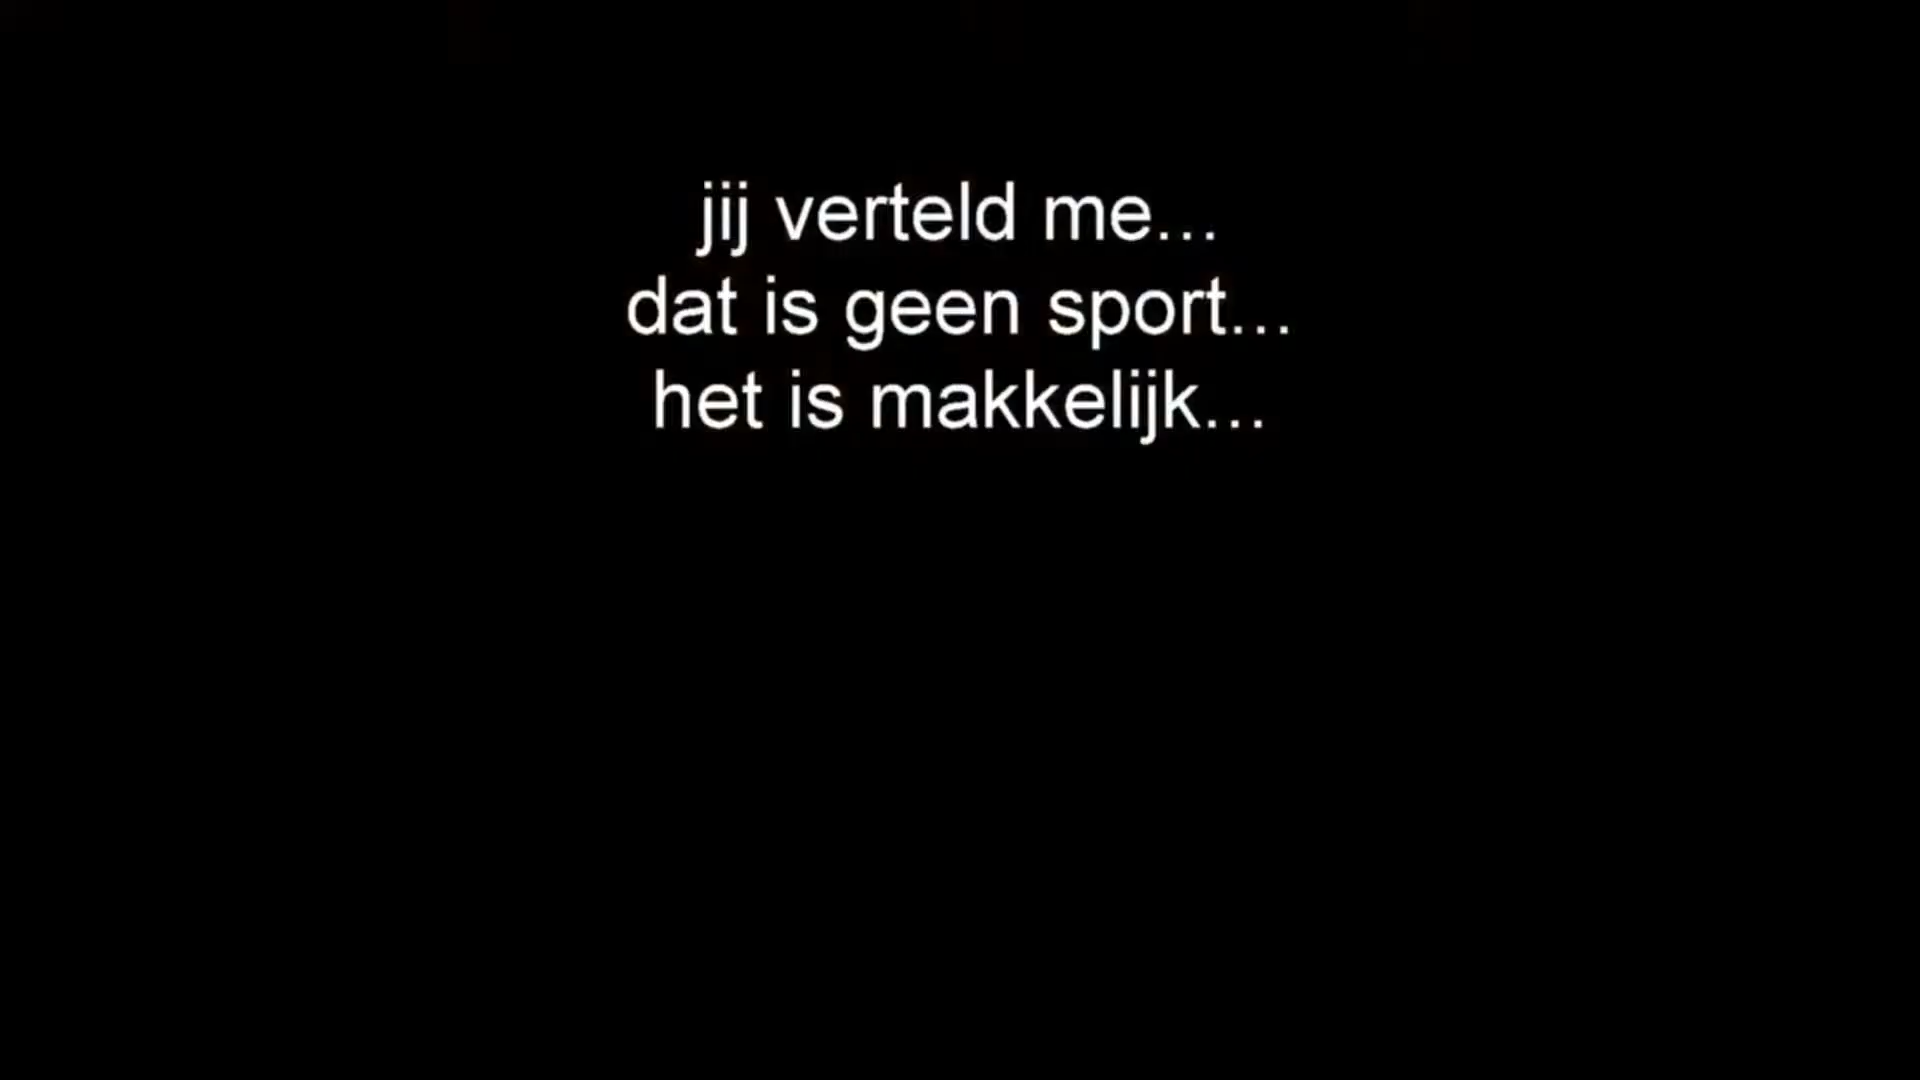 jij verteld me...
dat is geen sport...
het is makkelijk...